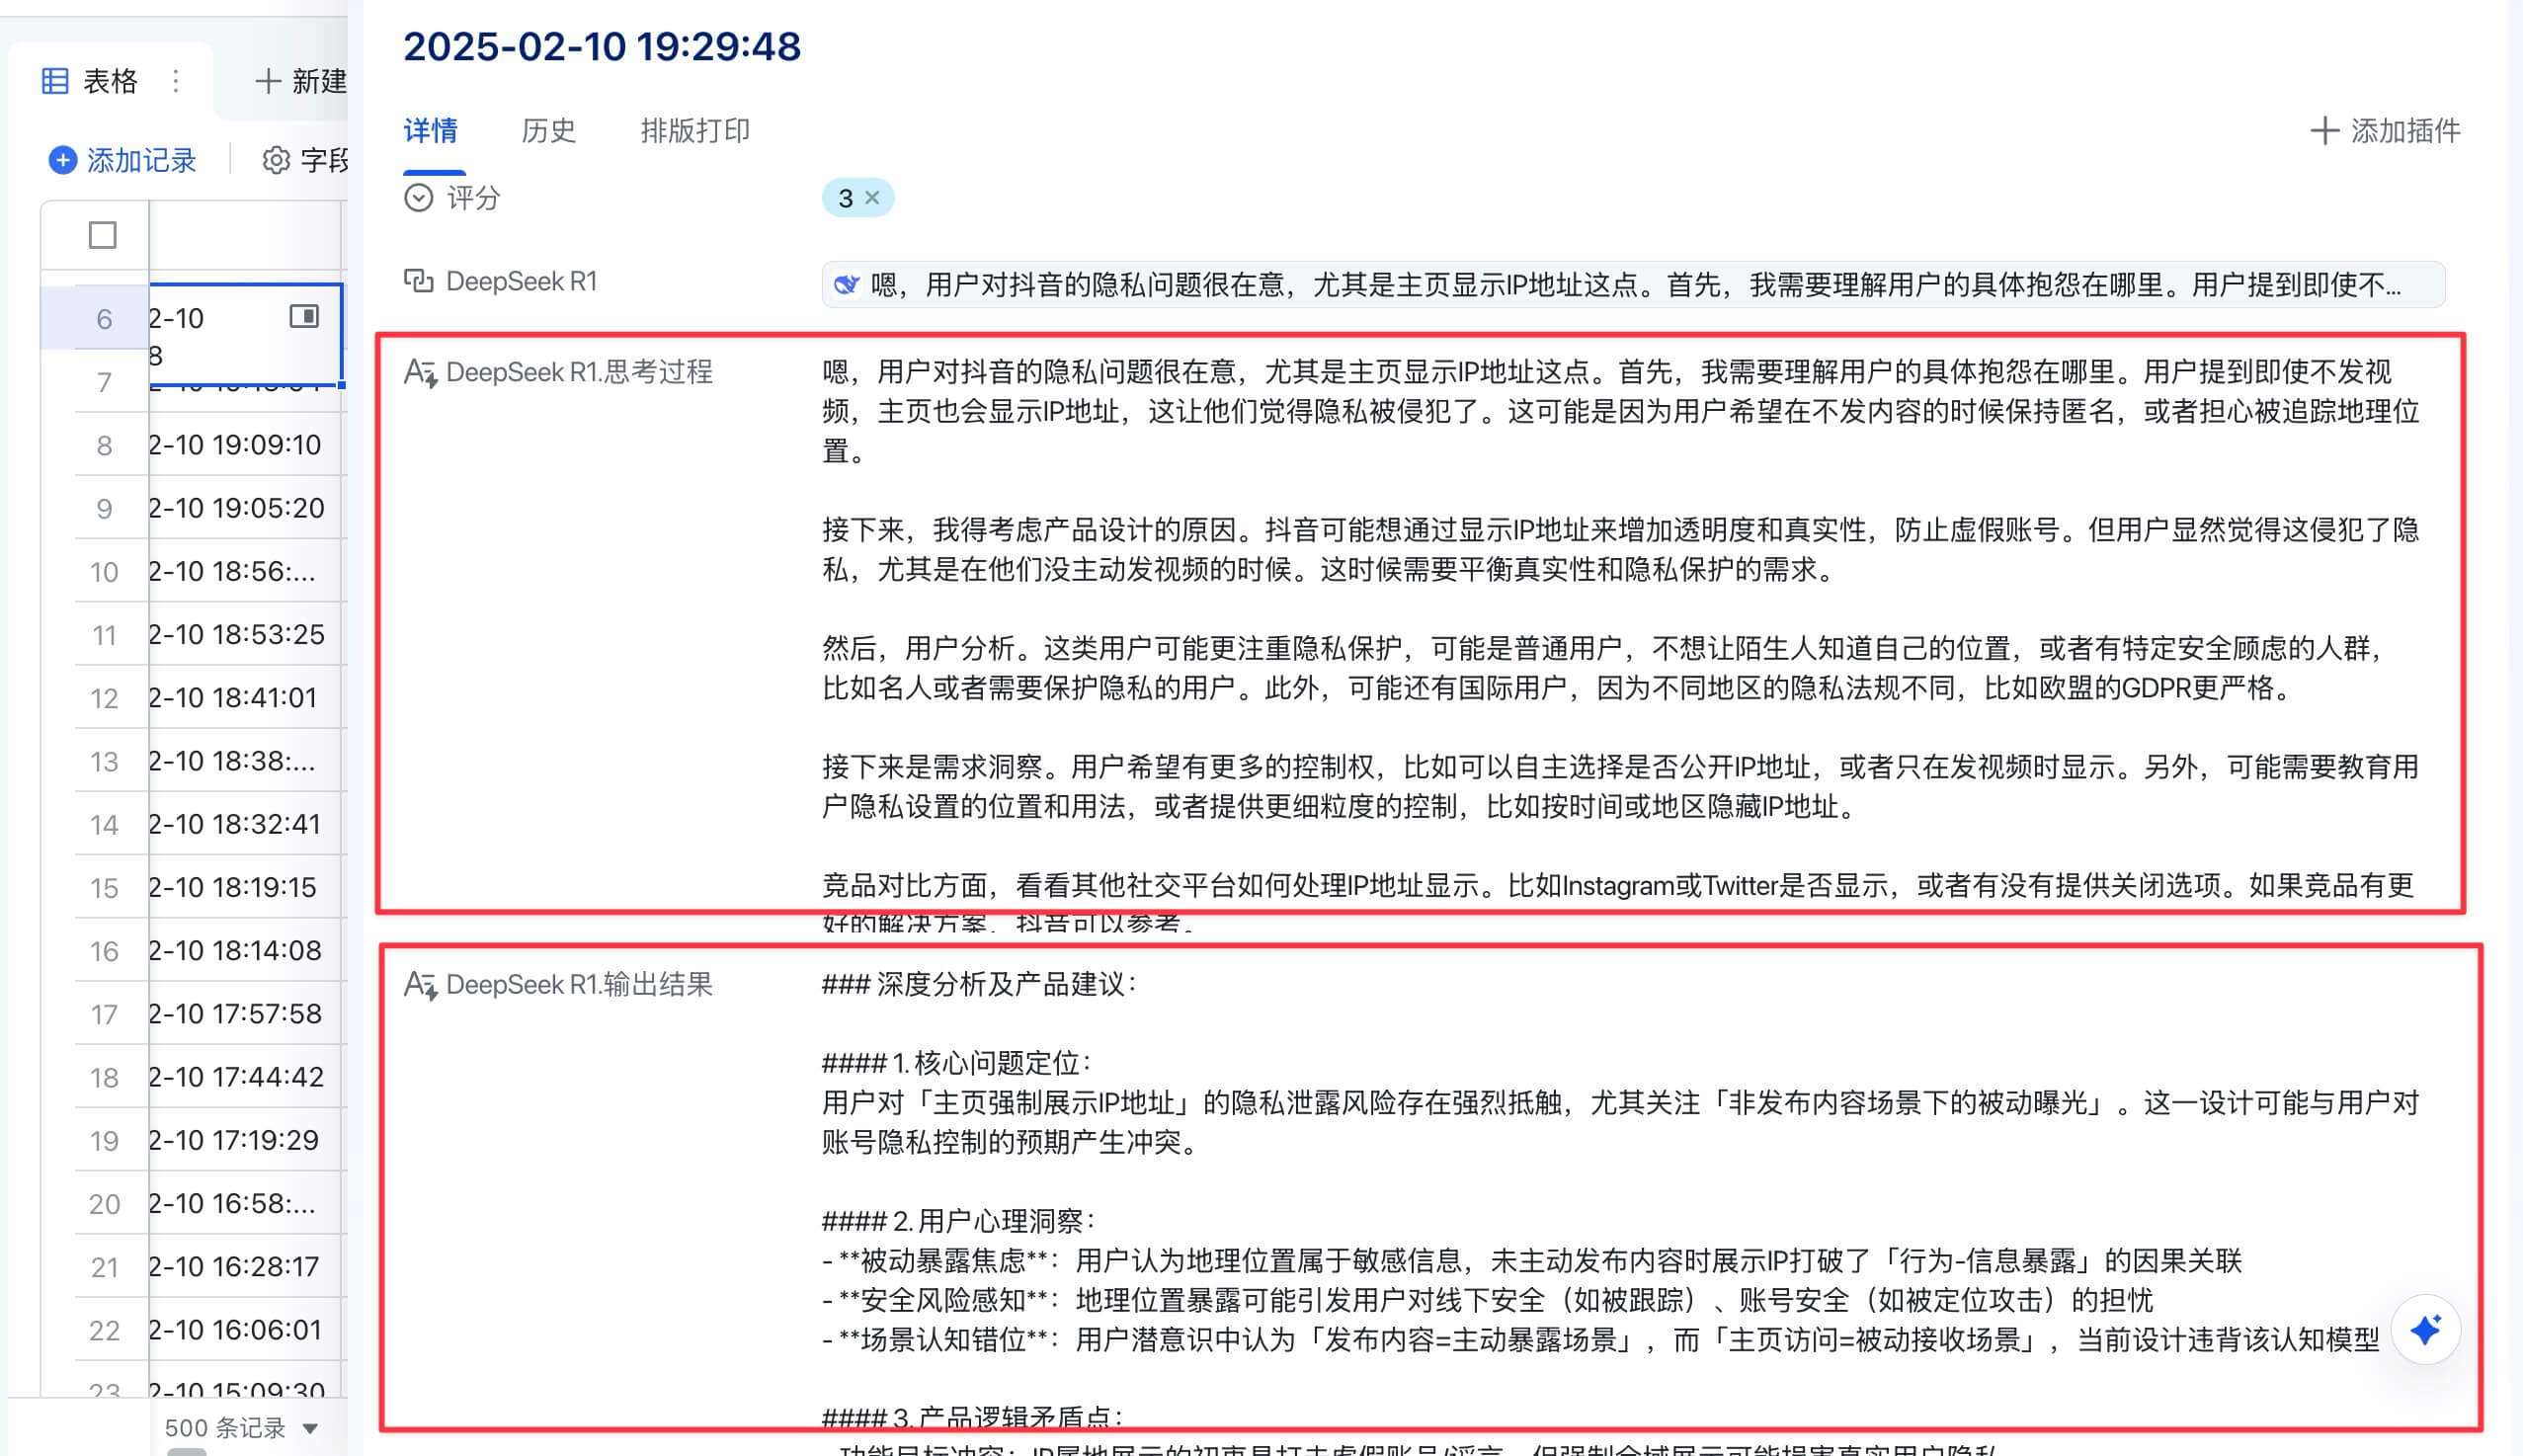 表格
新建
添加记录
字段
6
2-10
8
7
8
2-10 19:09:10
9
2-10 19:05:20
10
2-10 18:56:...
11
2-10 18:53:25
12
2-10 18:41:01
13
2-10 18:38:...
14
2-10 18:32:41
15
2-10 18:19:15
16
2-10 18:14:08
17
2-10 17:57:58
18
2-10 17:44:42
19
2-10 17:19:29
20
2-10 16:58:...
21
2-10 16:28:17
22
2-10 16:06:01
23
2-10 15:09:30
500 条记录
2025-02-10 19:29:48
详情
历史
排版打印
添加插件
评分
3
DeepSeek R1
嗯，用户对抖音的隐私问题很在意，尤其是主页显示IP地址这点。首先，我需要理解用户的具体抱怨在哪里。用户提到即使不...
DeepSeek R1.思考过程
嗯，用户对抖音的隐私问题很在意，尤其是主页显示IP地址这点。首先，我需要理解用户的具体抱怨在哪里。用户提到即使不发视
频，主页也会显示IP地址，这让他们觉得隐私被侵犯了。这可能是因为用户希望在不发内容的时候保持匿名，或者担心被追踪地理位
置。
接下来，我得考虑产品设计的原因。抖音可能想通过显示IP地址来增加透明度和真实性，防止虚假账号。但用户显然觉得这侵犯了隐
私，尤其是在他们没主动发视频的时候。这时候需要平衡真实性和隐私保护的需求。
然后，用户分析。这类用户可能更注重隐私保护，可能是普通用户，不想让陌生人知道自己的位置，或者有特定安全顾虑的人群，
比如名人或者需要保护隐私的用户。此外，可能还有国际用户，因为不同地区的隐私法规不同，比如欧盟的GDPR更严格。
接下来是需求洞察。用户希望有更多的控制权，比如可以自主选择是否公开IP地址，或者只在发视频时显示。另外，可能需要教育用
户隐私设置的位置和用法，或者提供更细粒度的控制，比如按时间或地区隐藏IP地址。
竞品对比方面，看看其他社交平台如何处理IP地址显示。比如Instagram或Twitter是否显示，或者有没有提供关闭选项。如果竞品有更
好的解决方案，抖音可以参考。
DeepSeek R1.输出结果
### 深度分析及产品建议：
#### 1. 核心问题定位：
用户对「主页强制展示IP地址」的隐私泄露风险存在强烈抵触，尤其关注「非发布内容场景下的被动曝光」。这一设计可能与用户对
账号隐私控制的预期产生冲突。
#### 2. 用户心理洞察：
- **被动暴露焦虑**：用户认为地理位置属于敏感信息，未主动发布内容时展示IP打破了「行为-信息暴露」的因果关联
- **安全风险感知**：地理位置暴露可能引发用户对线下安全（如被跟踪）、账号安全（如被定位攻击）的担忧
- **场景认知错位**：用户潜意识中认为「发布内容=主动暴露场景」，而「主页访问=被动接收场景」，当前设计违背该认知模型
#### 3. 产品逻辑矛盾点：